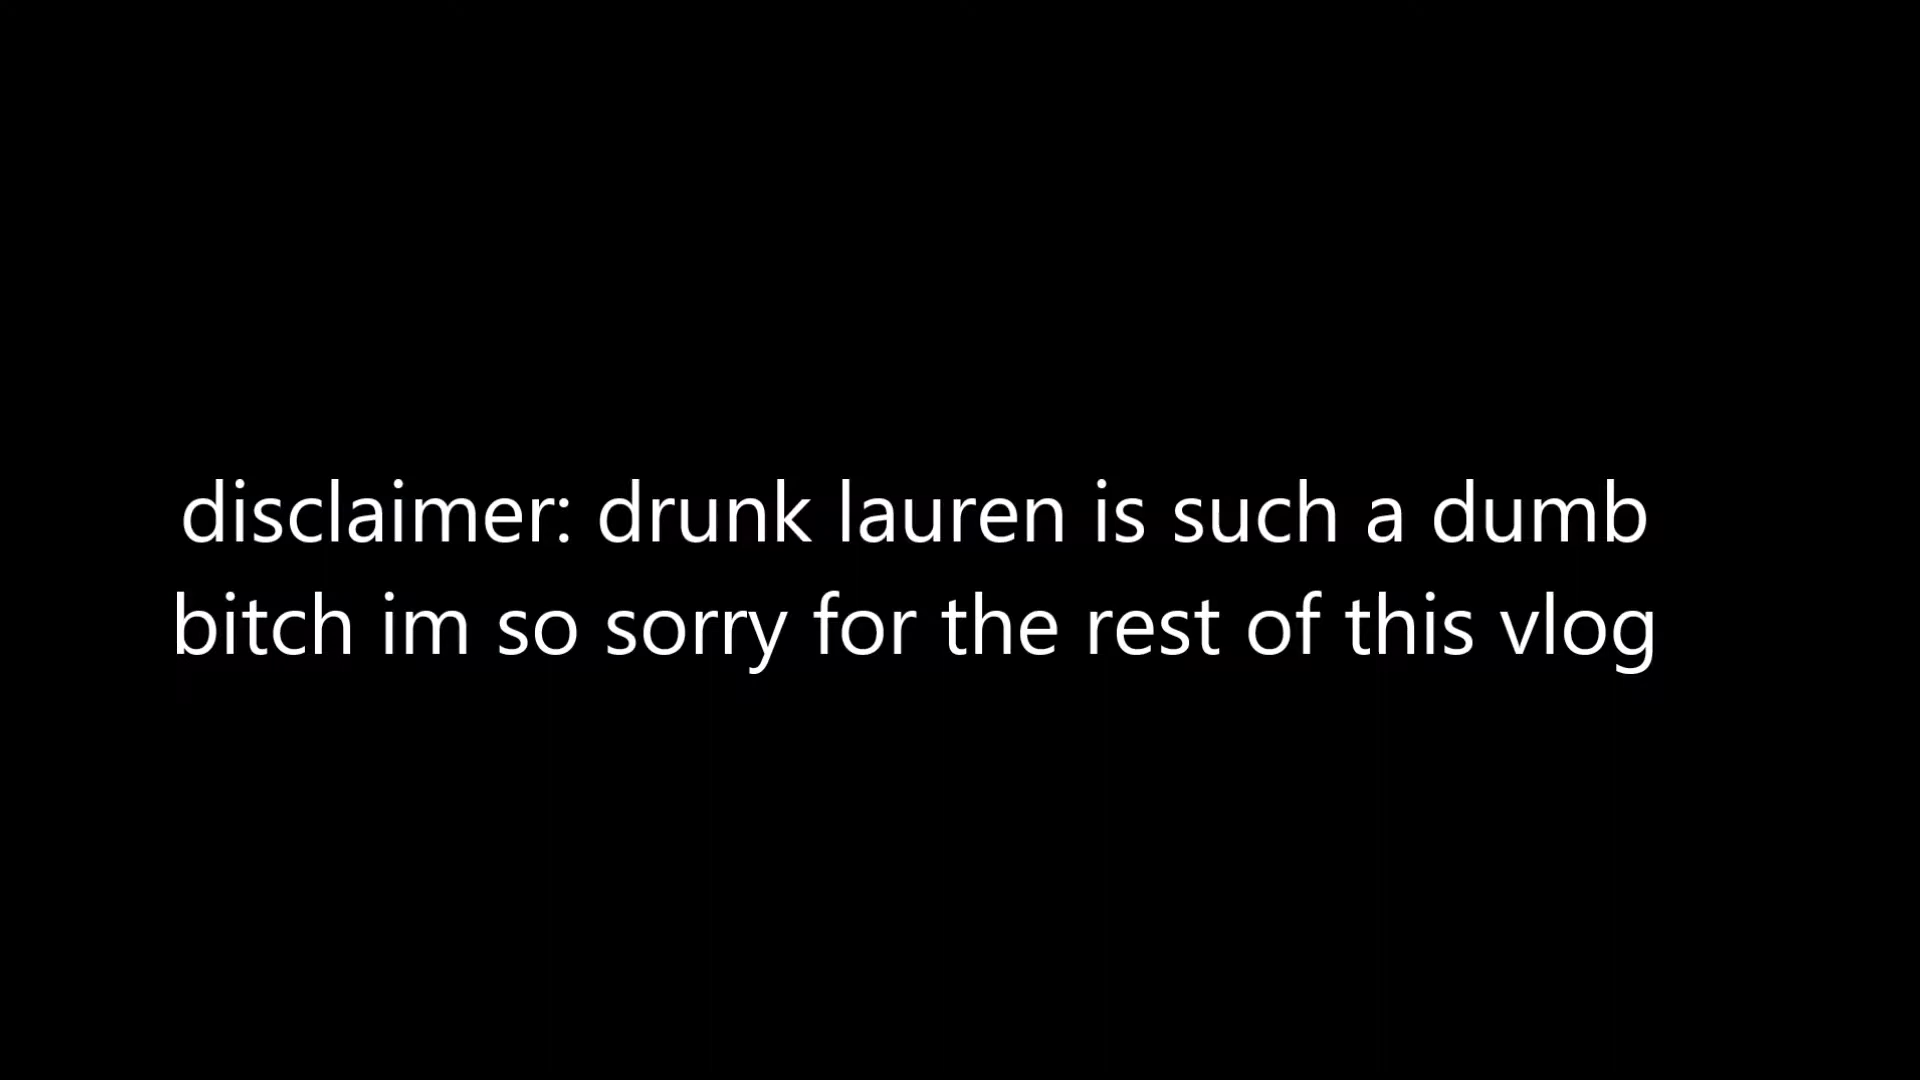 disclaimer: drunk lauren is such a dumb
bitch im so sorry for the rest of this vlog